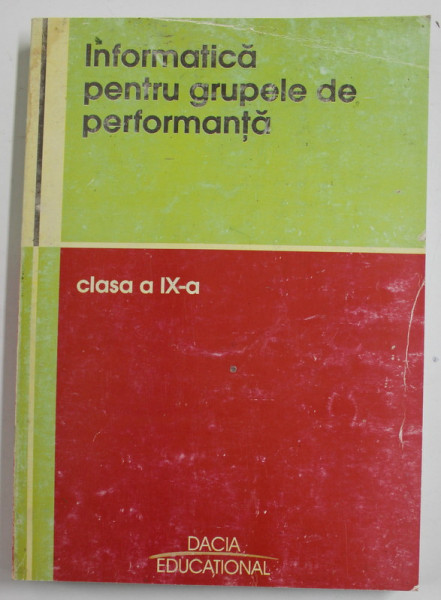 Informatică
pentru grupele de
performanță
clasa a IX-a
DACIA
EDUCAȚIONAL